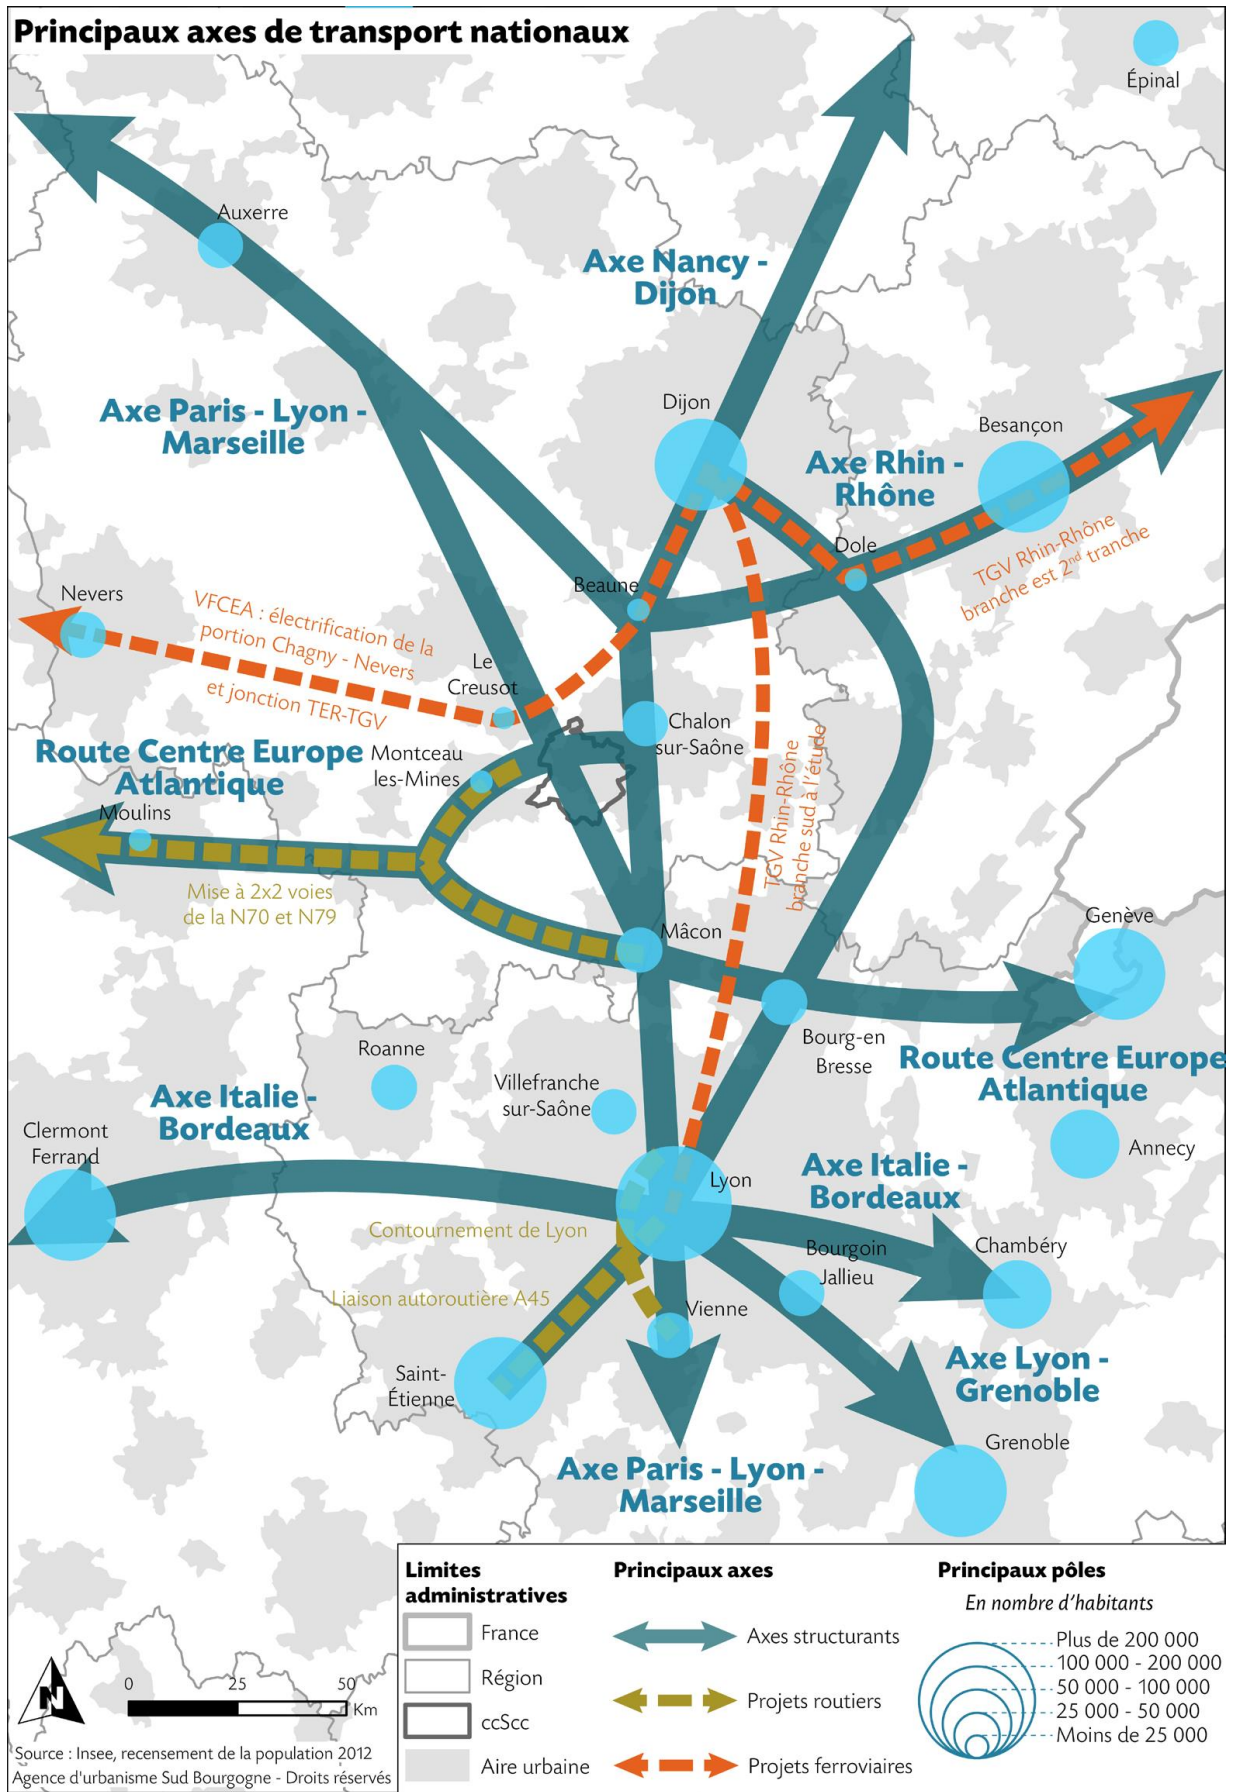 Principaux axes de transport nationaux
Épinal
Auxerre
Axe Nancy -
Dijon
Axe Paris - Lyon -
Marseille
Dijon
Besançon
Axe Rhin -
Rhône
TGV Rhin-Rhône
branche est 2nd tranche
Dole
Beaune
Nevers
VFCEA : électrification de la
portion Chagny - Nevers
et jonction TER-TGV
Le
Creusot
Chalon
sur-Saône
Route Centre Europe
Atlantique
Montceau
les-Mines
TGV Rhin-Rhône
branche sud à l'étude
Moulins
Mise à 2x2 voies
de la N70 et N79
Mâcon
Genève
Roanne
Bourg-en
Bresse
Route Centre Europe
Atlantique
Villefranche
sur-Saône
Axe Italie -
Bordeaux
Clermont
Ferrand
Annecy
Lyon
Axe Italie -
Bordeaux
Contournement de Lyon
Bourgoin
Jallieu
Chambéry
Liaison autoroutière A45
Vienne
Saint-
Étienne
Axe Lyon -
Grenoble
Grenoble
Axe Paris - Lyon -
Marseille
Limites
administratives
France
Région
ccScc
Aire urbaine
Principaux axes
Axes structurants
Projets routiers
Projets ferroviaires
Principaux pôles
En nombre d'habitants
Plus de 200 000
100 000 - 200 000
50 000 - 100 000
25 000 - 50 000
Moins de 25 000
N
0 25 50
Km
Source : Insee, recensement de la population 2012
Agence d'urbanisme Sud Bourgogne - Droits réservés